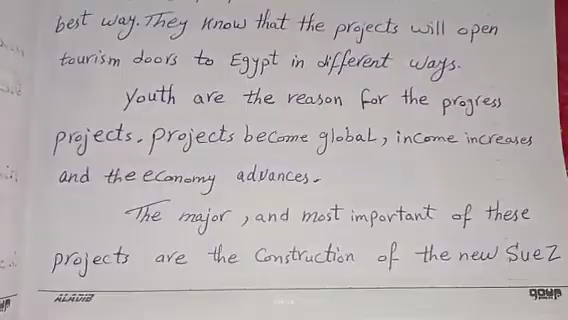 best way. They know that the projects will open
tourism doors to Egypt in different ways.
Youth are the reason for the progress
projects. projects become global, income increases
and the economy advances.
The major, and most important of these
projects are the Construction of the new Suez